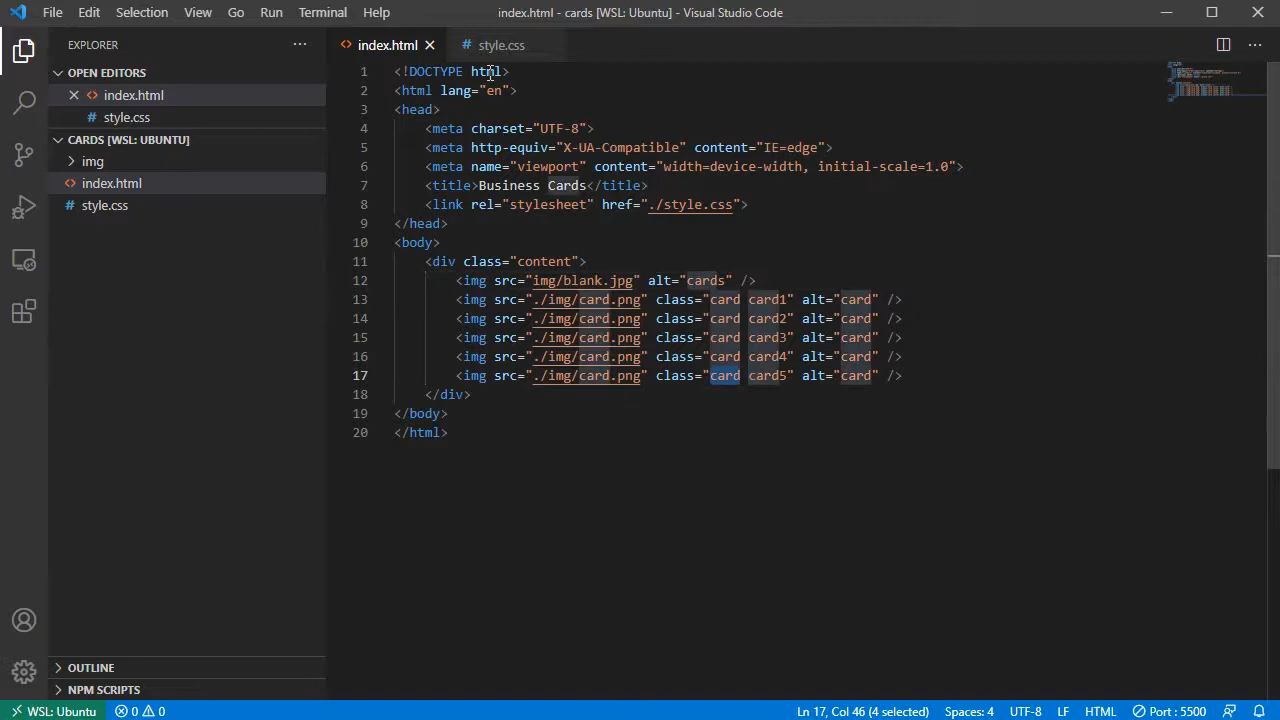 File Edit Selection View Go Run Terminal Help
index.html - cards [WSL: Ubuntu] - Visual Studio Code
EXPLORER
OPEN EDITORS
index.html
style.css
CARDS [WSL: UBUNTU]
img
index.html
style.css
OUTLINE
NPM SCRIPTS
index.html style.css
1 <!DOCTYPE html>
2 <html lang="en">
3 <head>
4 <meta charset="UTF-8">
5 <meta http-equiv="X-UA-Compatible" content="IE=edge">
6 <meta name="viewport" content="width=device-width, initial-scale=1.0">
7 <title>Business Cards</title>
8 <link rel="stylesheet" href="./style.css">
9 </head>
10 <body>
11 <div class="content">
12 <img src="img/blank.jpg" alt="cards" />
13 <img src="./img/card.png" class="card card1" alt="card" />
14 <img src="./img/card.png" class="card card2" alt="card" />
15 <img src="./img/card.png" class="card card3" alt="card" />
16 <img src="./img/card.png" class="card card4" alt="card" />
17 <img src="./img/card.png" class="card card5" alt="card" />
18 </div>
19 </body>
20 </html>
WSL: Ubuntu 0 0 Ln 17, Col 46 (4 selected) Spaces: 4 UTF-8 LF HTML Port : 5500